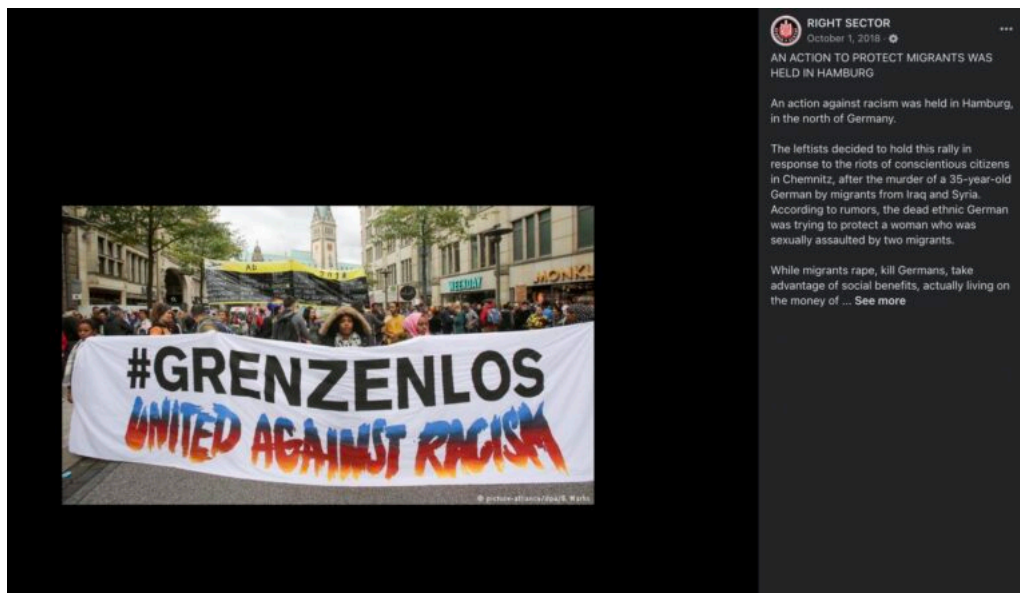 RIGHT SECTOR
October 1, 2018 ·
AN ACTION TO PROTECT MIGRANTS WAS
HELD IN HAMBURG
An action against racism was held in Hamburg,
in the north of Germany.
The leftists decided to hold this rally in
response to the riots of conscientious citizens
in Chemnitz, after the murder of a 35-year-old
German by migrants from Iraq and Syria.
According to rumors, the dead ethnic German
was trying to protect a woman who was
sexually assaulted by two migrants.
While migrants rape, kill Germans, take
advantage of social benefits, actually living on
the money of ... See more
WEEKDAY
MONKI
#GRENZENLOS
UNITED AGAINST RACISM
© picture-alliance/dpa/B. Marks